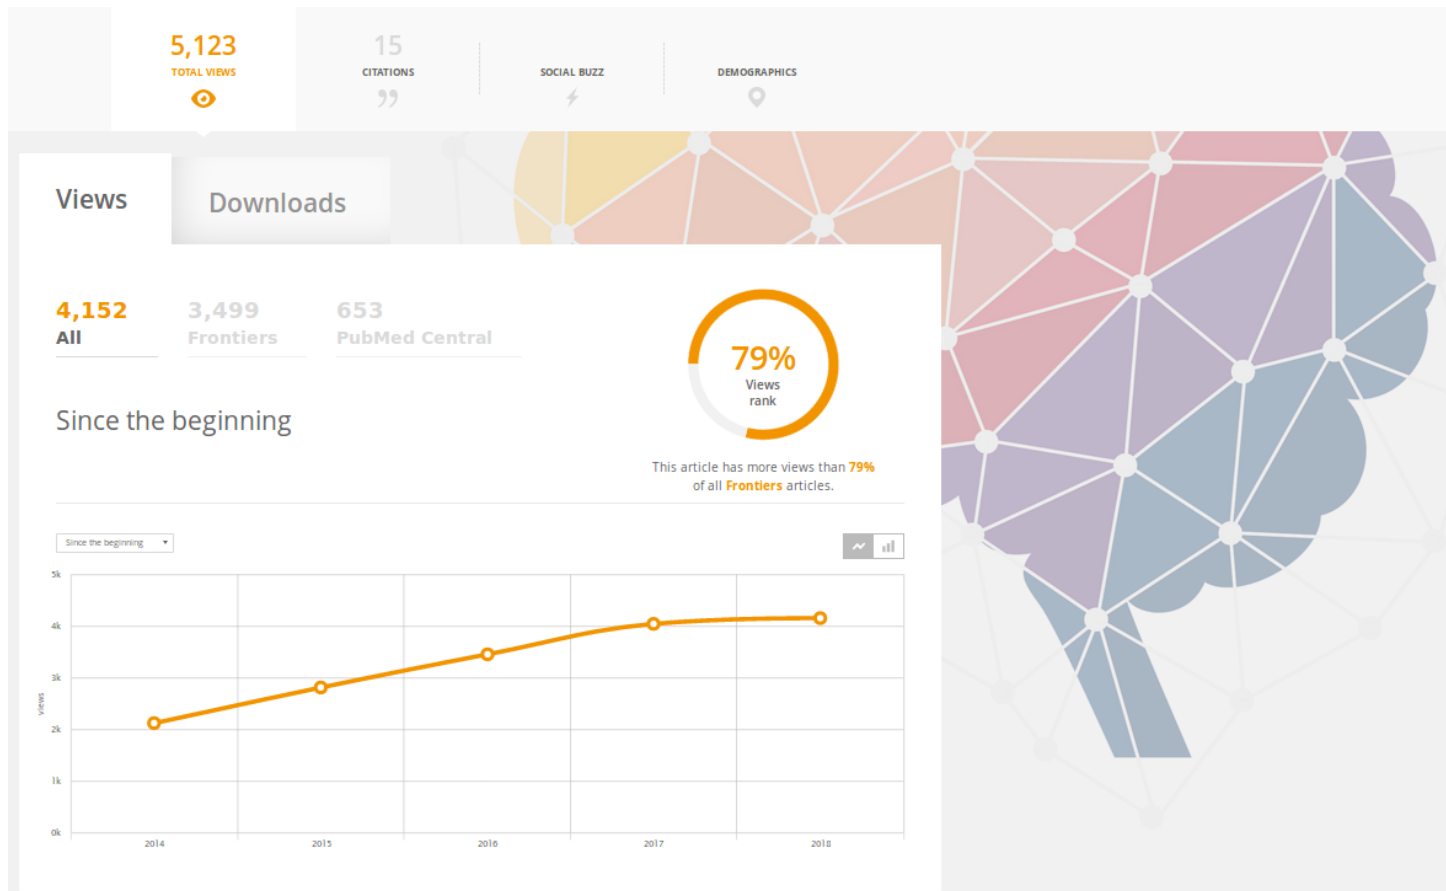 5,123
TOTAL VIEWS
15
CITATIONS
SOCIAL BUZZ
DEMOGRAPHICS
Views
Downloads
4,152
All
3,499
Frontiers
653
PubMed Central
79%
Views
rank
Since the beginning
This article has more views than 79%
of all Frontiers articles.
Since the beginning
5k
4k
3k
2k
1k
0k
views
2014
2015
2016
2017
2018